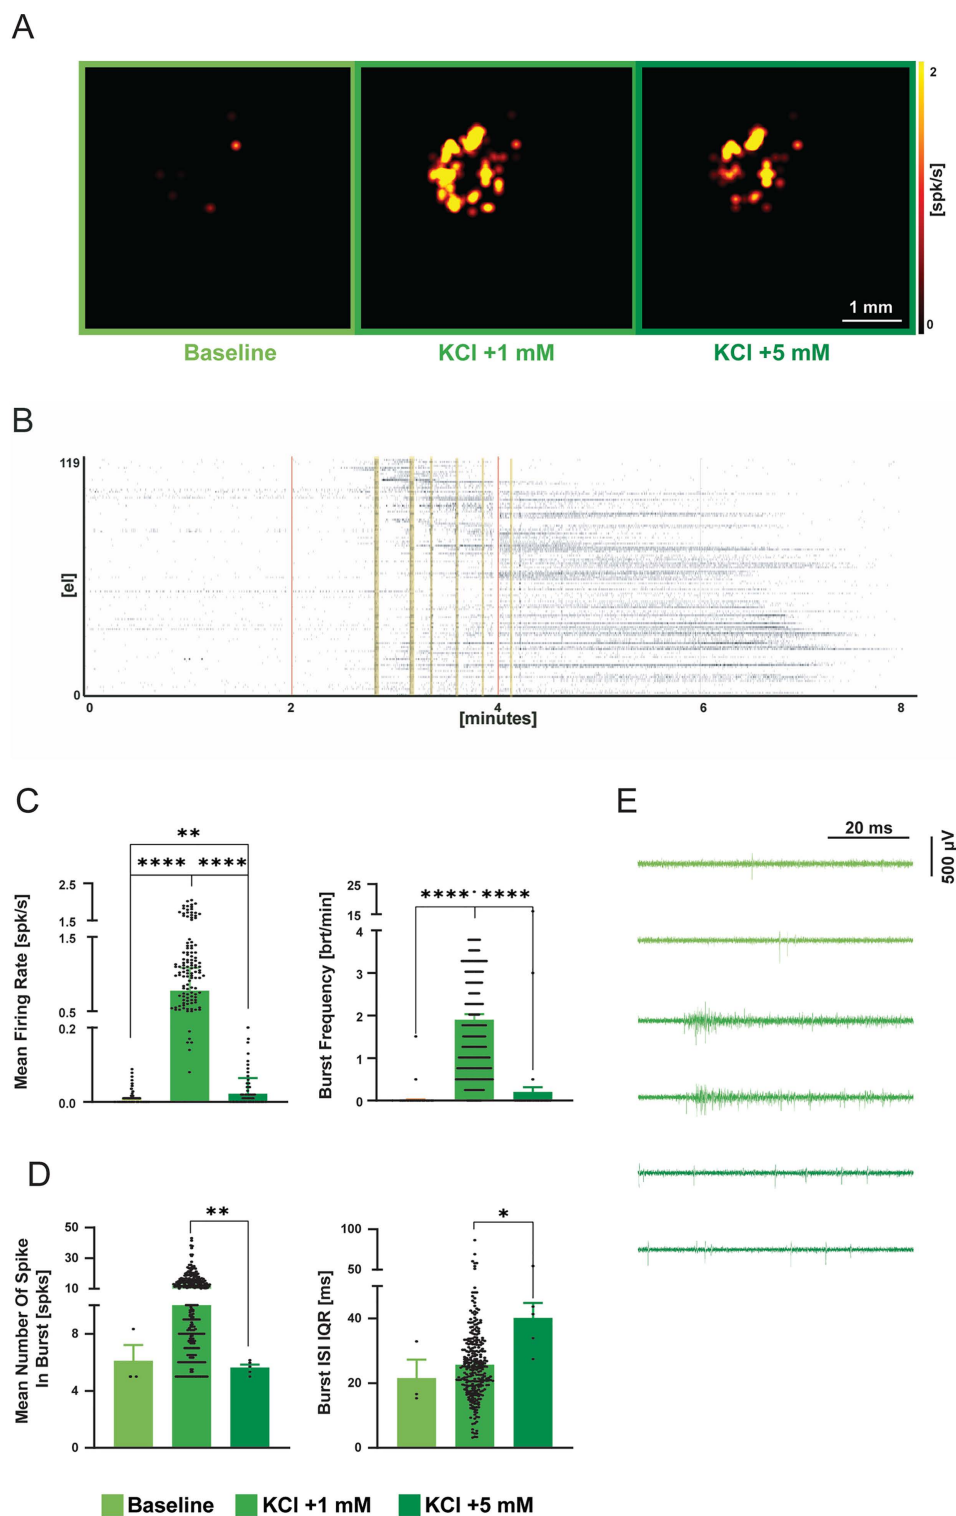 A
2
[spk/s]
1 mm
0
Baseline
KCl +1 mM
KCl +5 mM
B
119
[el]
0
0
2
4
6
8
[minutes]
C
E
20 ms
500 µV
**
**** ****
Mean Firing Rate [spk/s]
2.5
1.5
1.5
0.5
0.2
0.0
**** ****
Burst Frequency [brt/min]
25
15
4
3
2
1
0
D
**
Mean Number Of Spike
In Burst [spks]
50
30
10
8
4
0
*
Burst ISI IQR [ms]
100
50
40
20
0
Baseline
KCl +1 mM
KCl +5 mM